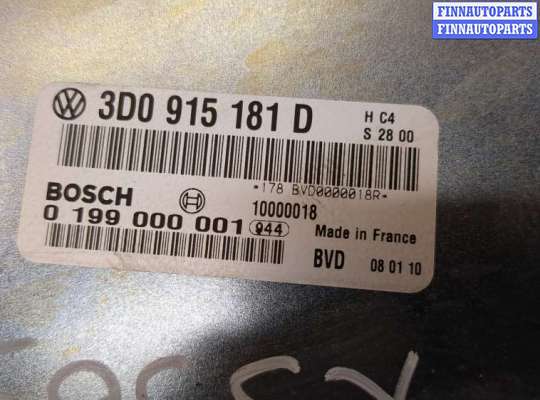 FINNAUTOPARTS
FINNAUTOPARTS
3D0 915 181 D
H C4
S 28 00
*178 BVD0000018R*
BOSCH
10000018
0 199 000 001 944
Made in France
BVD 08 01 10